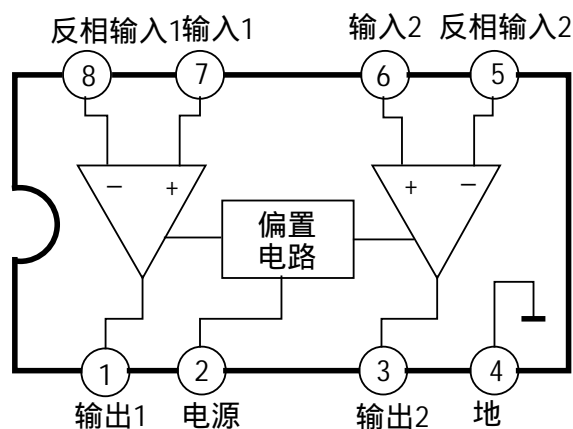 反相输入1 输入1 输入2 反相输入2
8 7 6 5
− + + −
偏置
电路
1 2 3 4
输出1 电源 输出2 地